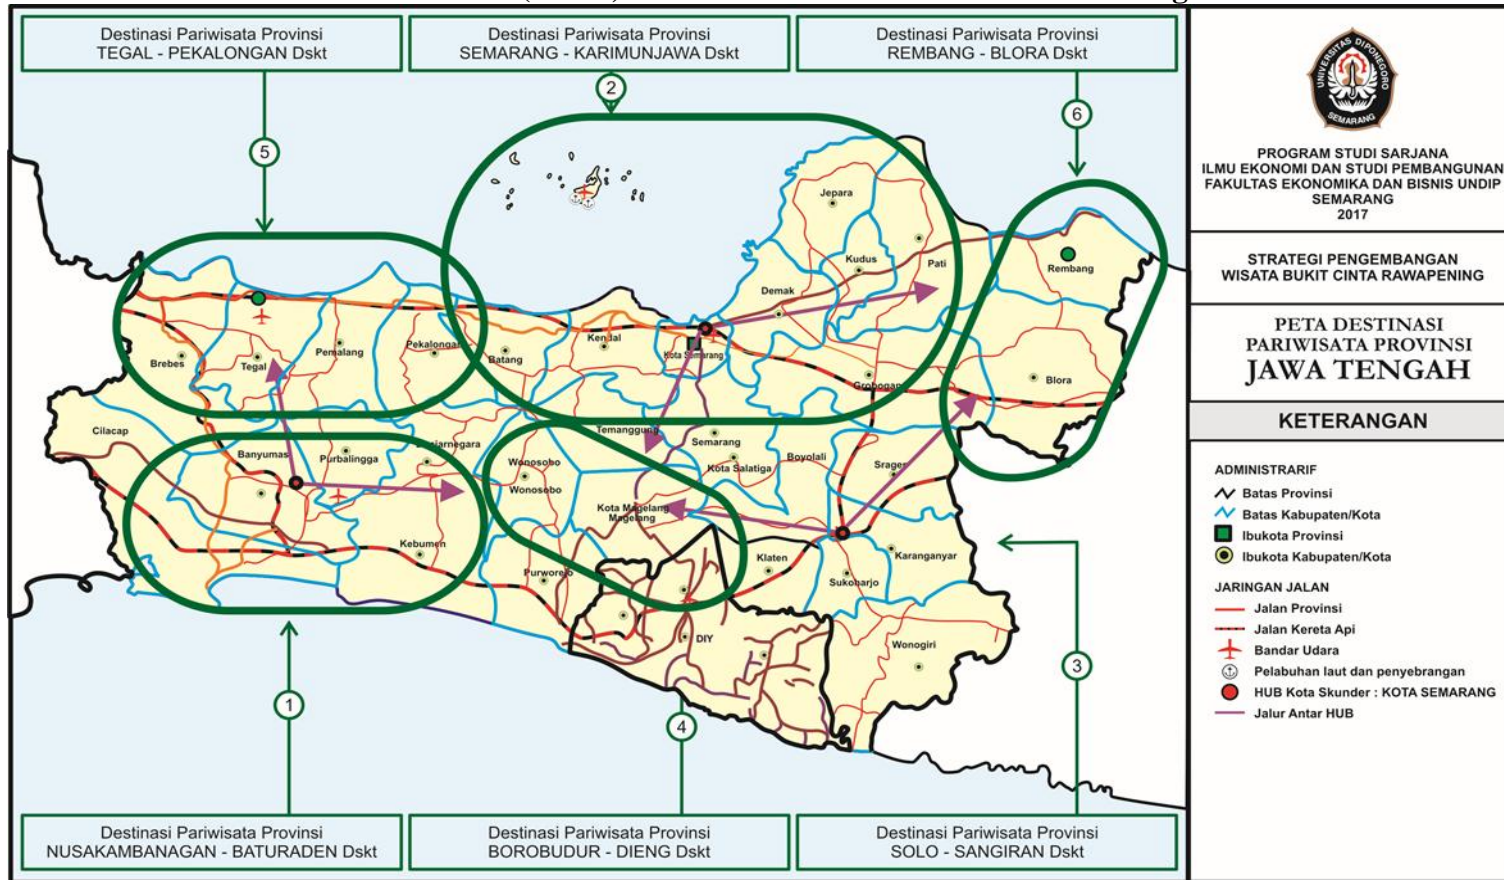 Destinasi Pariwisata Provinsi
TEGAL - PEKALONGAN Dskt
Destinasi Pariwisata Provinsi
SEMARANG - KARIMUNJAWA Dskt
Destinasi Pariwisata Provinsi
REMBANG - BLORA Dskt
5
2
6
Jepara
Kudus
Pati
Rembang
Demak
Brebes
Tegal
Pemalang
Pekalongan
Batang
Kendal
Kota Semarang
Grobogan
Blora
Cilacap
Banyumas
Purbalingga
Wonosobo
Wonosobo
Temanggung
Semarang
Kota Salatiga
Boyolali
Kota Magelang
Magelang
Kebumen
Purworejo
Klaten
Sukoharjo
Karanganyar
DIY
Wonogiri
1
4
3
Destinasi Pariwisata Provinsi
NUSAKAMBANAGAN - BATURADEN Dskt
Destinasi Pariwisata Provinsi
BOROBUDUR - DIENG Dskt
Destinasi Pariwisata Provinsi
SOLO - SANGIRAN Dskt
UNIVERSITAS DIPONEGORO
SEMARANG
PROGRAM STUDI SARJANA
ILMU EKONOMI DAN STUDI PEMBANGUNAN
FAKULTAS EKONOMIKA DAN BISNIS UNDIP
SEMARANG
2017
STRATEGI PENGEMBANGAN
WISATA BUKIT CINTA RAWAPENING
PETA DESTINASI
PARIWISATA PROVINSI
JAWA TENGAH
KETERANGAN
ADMINISTRARIF
Batas Provinsi
Batas Kabupaten/Kota
Ibukota Provinsi
Ibukota Kabupaten/Kota
JARINGAN JALAN
Jalan Provinsi
Jalan Kereta Api
Bandar Udara
Pelabuhan laut dan penyebrangan
HUB Kota Skunder : KOTA SEMARANG
Jalur Antar HUB